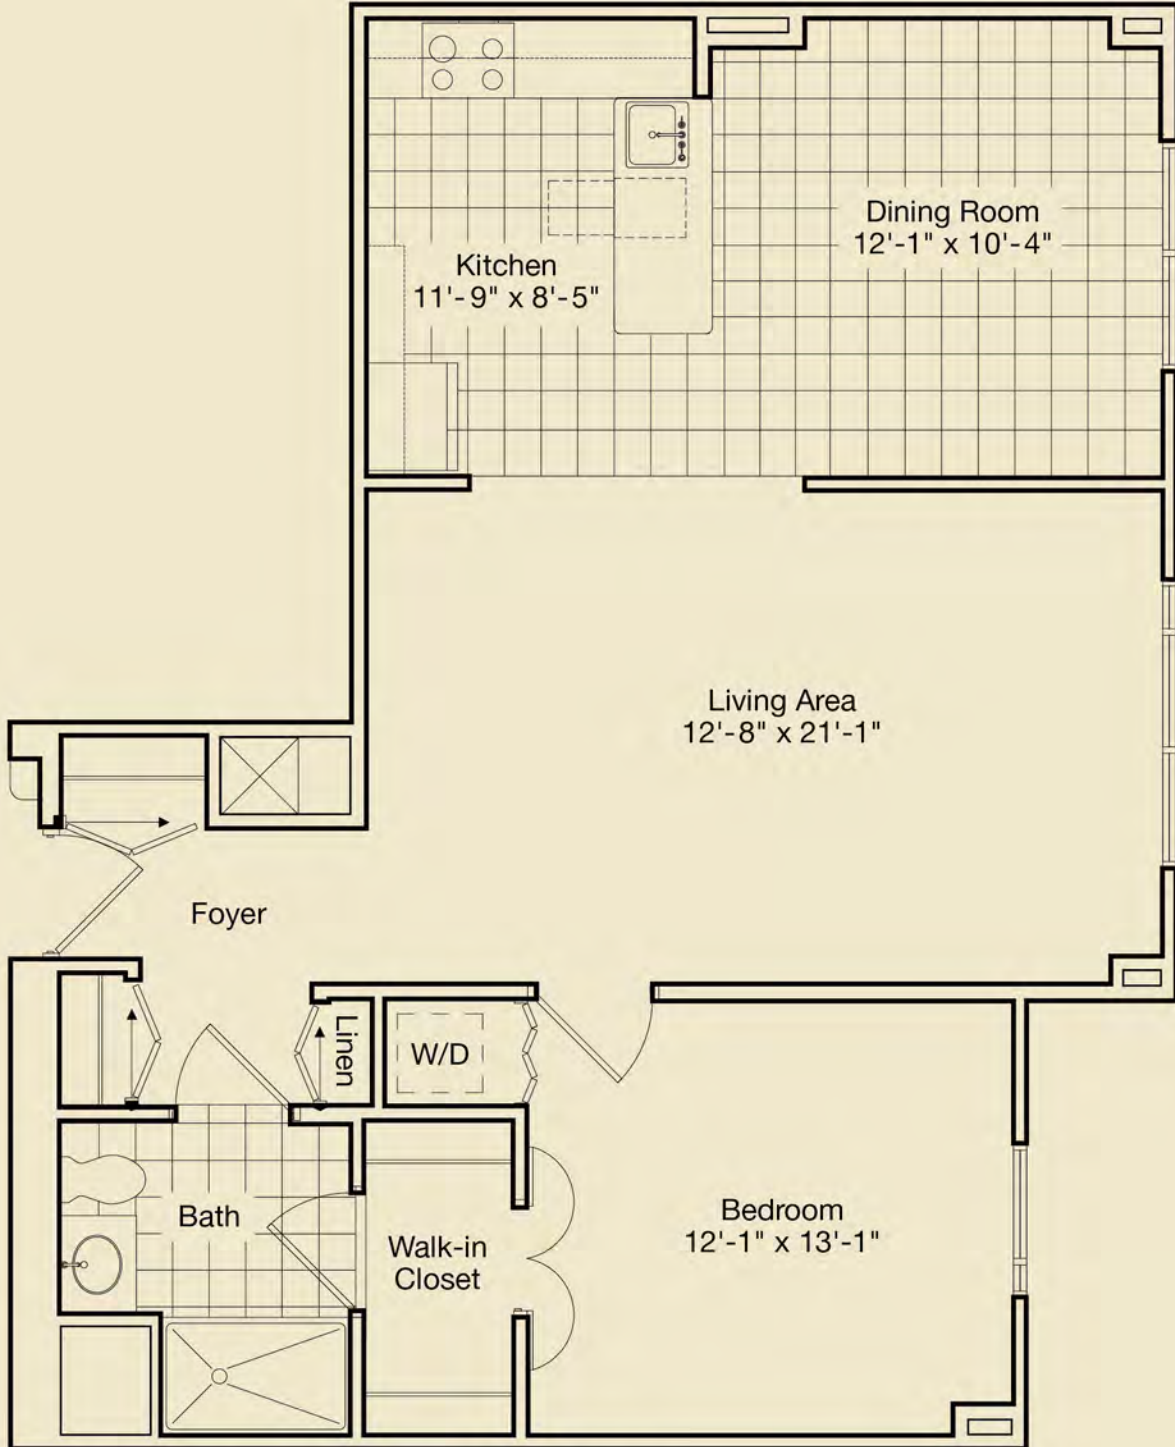 Dining Room
12'-1" x 10'-4"
Kitchen
11'-9" x 8'-5"
Living Area
12'-8" x 21'-1"
Foyer
Linen
W/D
Bath
Walk-in
Closet
Bedroom
12'-1" x 13'-1"